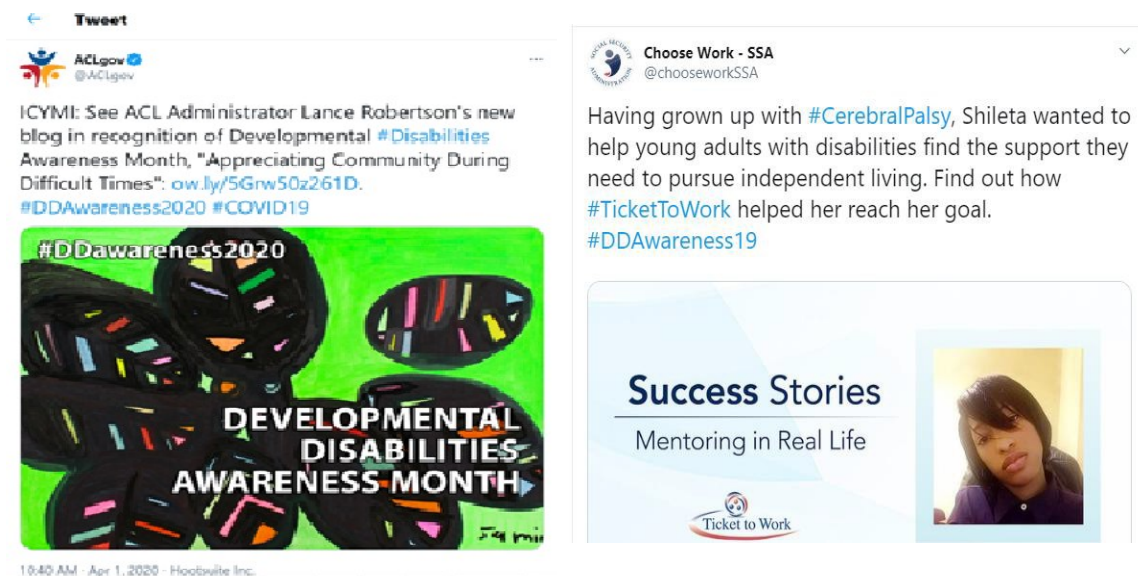 Tweet
ACLgov
@ACLgov
ICYMI: See ACL Administrator Lance Robertson's new
blog in recognition of Developmental #Disabilities
Awareness Month, "Appreciating Community During
Difficult Times": ow.ly/5Grw50z261D.
#DDAwareness2020 #COVID19
#DDawareness2020
DEVELOPMENTAL
DISABILITIES
AWARENESS MONTH
10:40 AM · Apr 1, 2020 · Hootsuite Inc.
SOCIAL SECURITY ADMINISTRATION
Choose Work - SSA
@chooseworkSSA
Having grown up with #CerebralPalsy, Shileta wanted to
help young adults with disabilities find the support they
need to pursue independent living. Find out how
#TicketToWork helped her reach her goal.
#DDAwareness19
Success Stories
Mentoring in Real Life
Ticket to Work